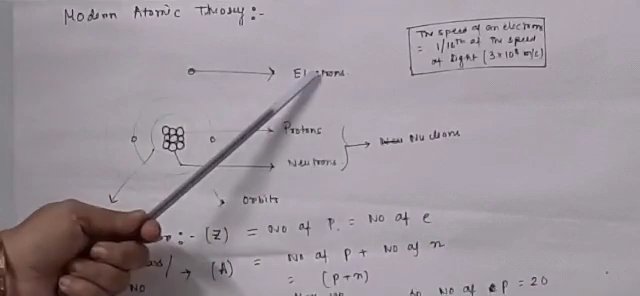 Modern Atomic Theory :-
The speed of an electron
= 1/10th of the speed
of light (3×10⁸ m/s)
Protons
Nucleons
Neutrons
Orbits
:- (Z) = No of P = No of e
(A) = No of P + No of n
= (p+n)
No
No of P = 20